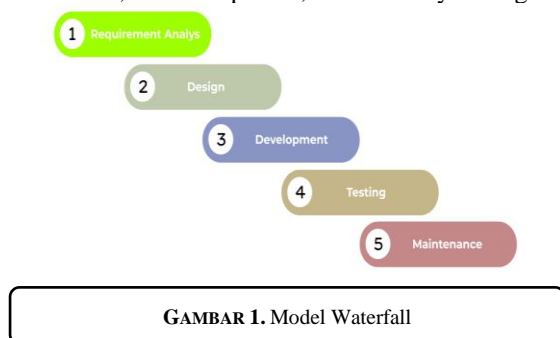 1 Requirement Analys
2 Design
3 Development
4 Testing
5 Maintenance
GAMBAR 1. Model Waterfall